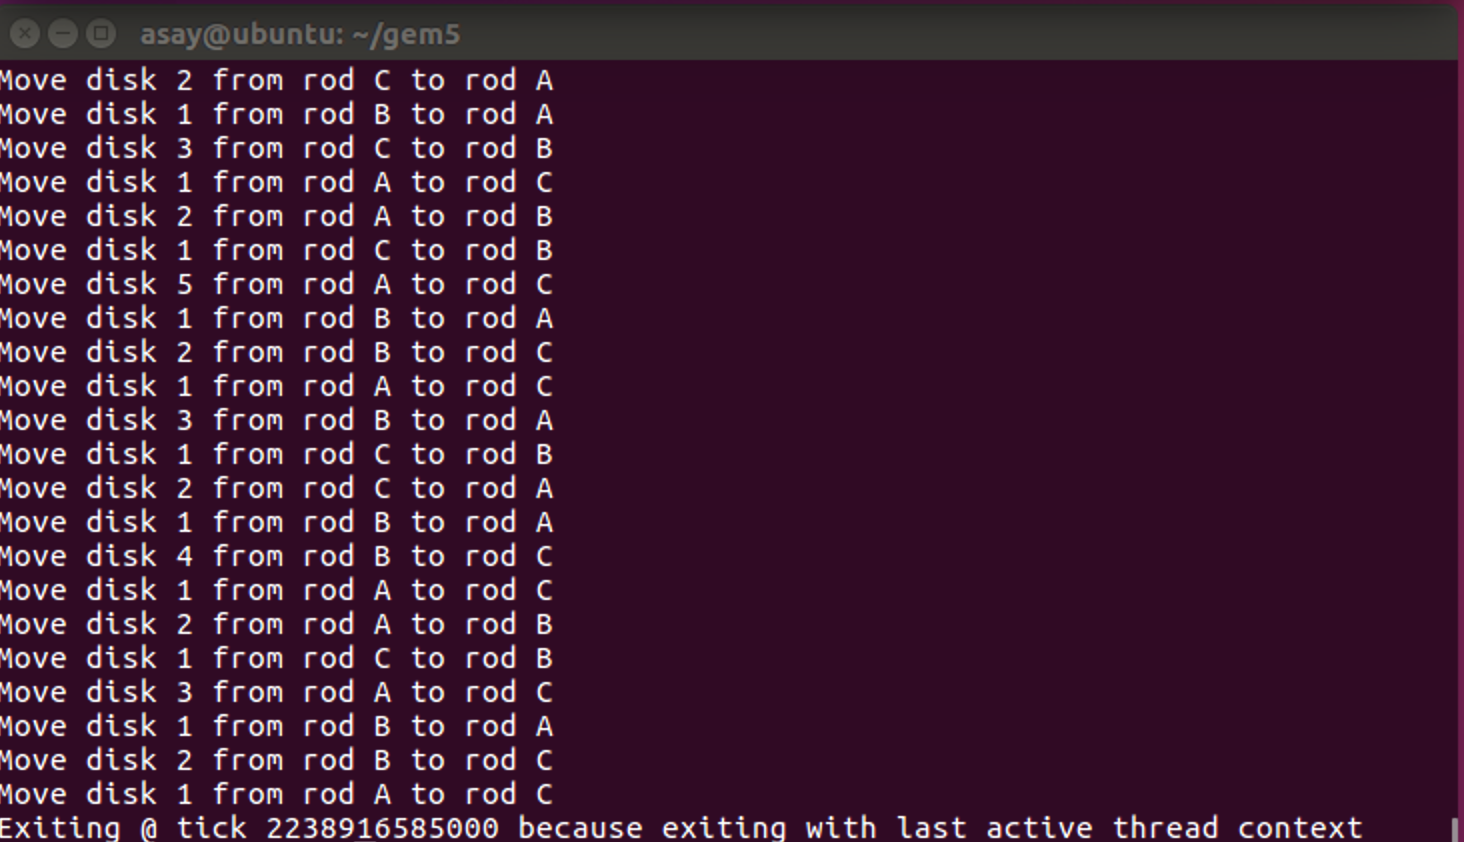 asay@ubuntu: ~/gem5
Move disk 2 from rod C to rod A
Move disk 1 from rod B to rod A
Move disk 3 from rod C to rod B
Move disk 1 from rod A to rod C
Move disk 2 from rod A to rod B
Move disk 1 from rod C to rod B
Move disk 5 from rod A to rod C
Move disk 1 from rod B to rod A
Move disk 2 from rod B to rod C
Move disk 1 from rod A to rod C
Move disk 3 from rod B to rod A
Move disk 1 from rod C to rod B
Move disk 2 from rod C to rod A
Move disk 1 from rod B to rod A
Move disk 4 from rod B to rod C
Move disk 1 from rod A to rod C
Move disk 2 from rod A to rod B
Move disk 1 from rod C to rod B
Move disk 3 from rod A to rod C
Move disk 1 from rod B to rod A
Move disk 2 from rod B to rod C
Move disk 1 from rod A to rod C
Exiting @ tick 2238916585000 because exiting with last active thread context